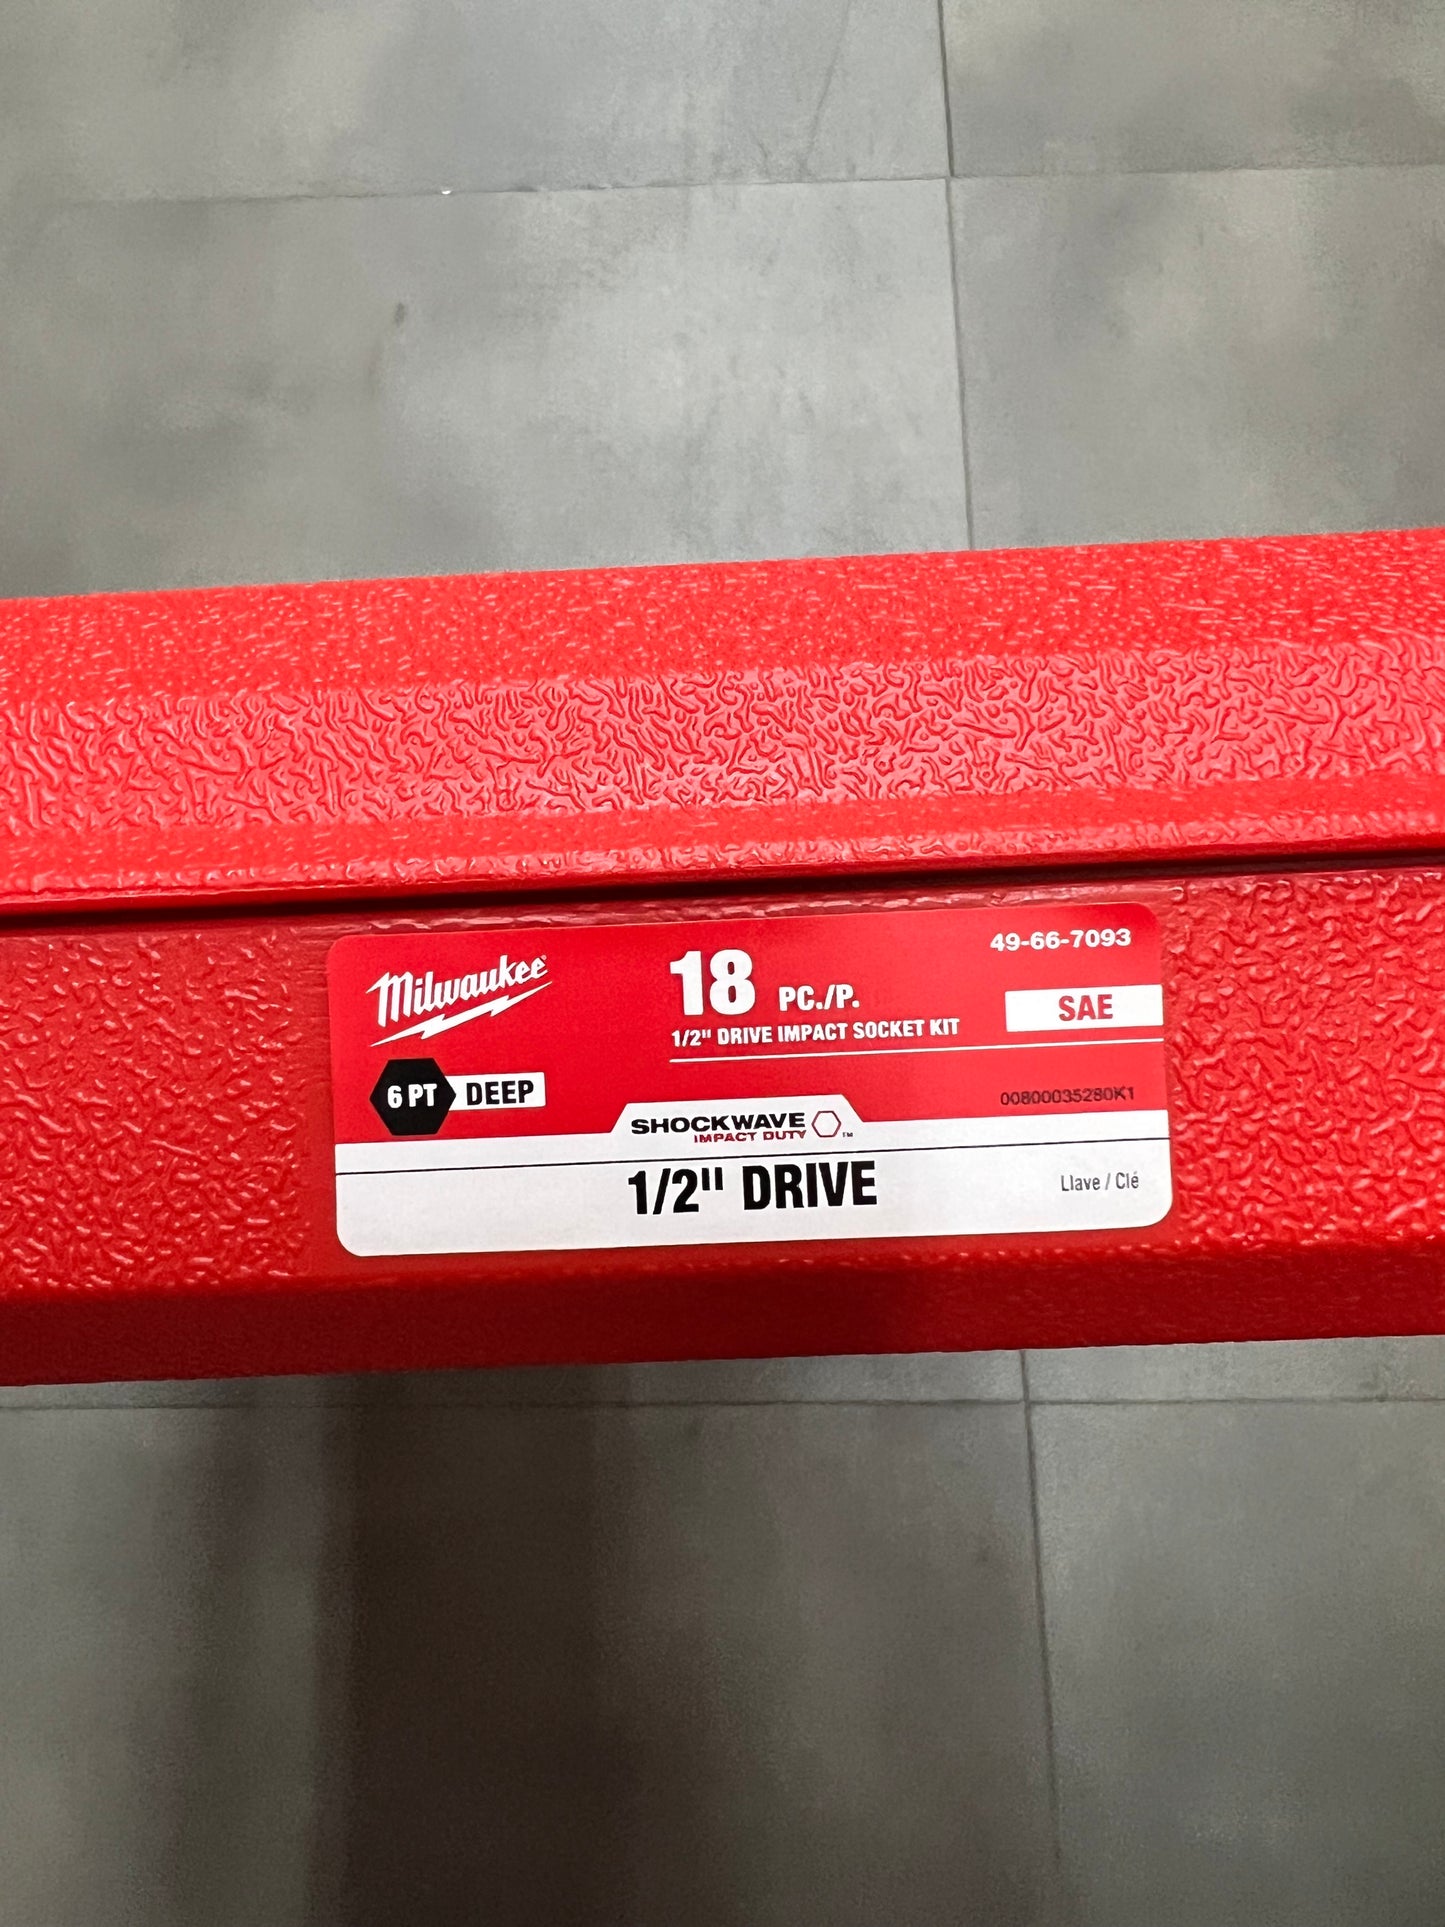 Milwaukee
18 PC./P.
49-66-7093
1/2" DRIVE IMPACT SOCKET KIT
SAE
6 PT DEEP
00800035280K1
SHOCKWAVE
IMPACT DUTY ™
1/2" DRIVE
Llave / Clé